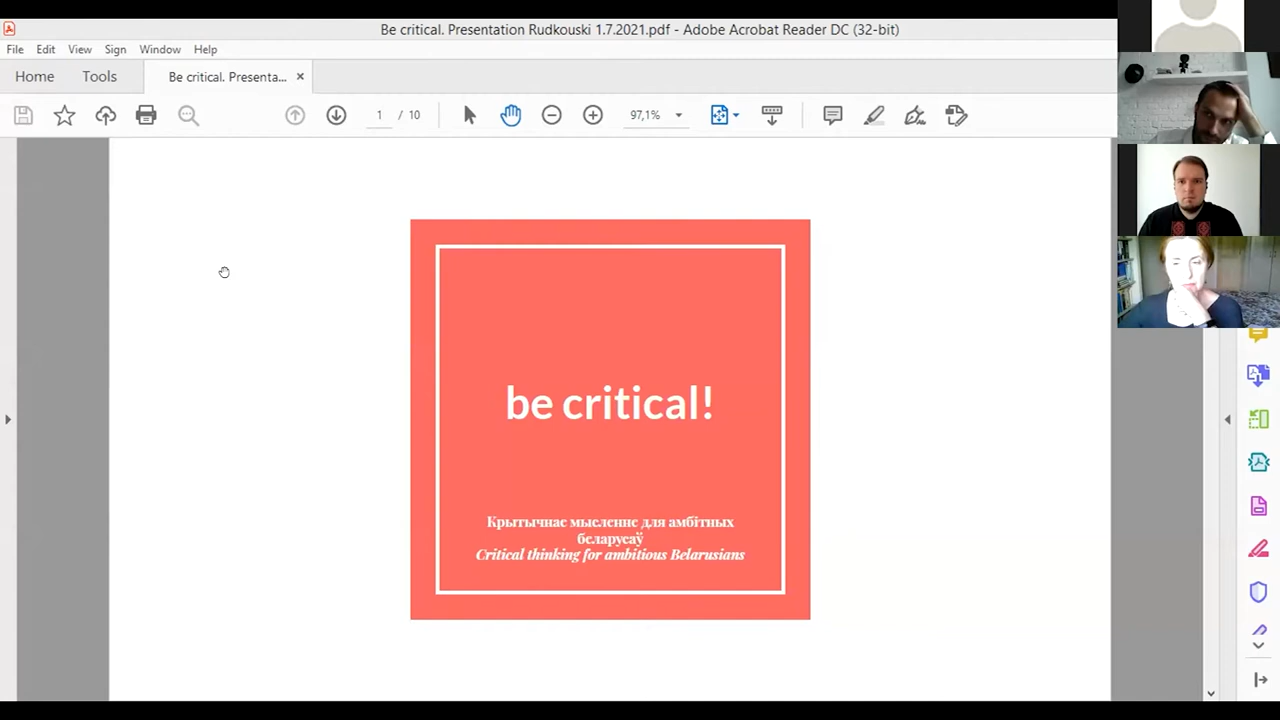 Be critical. Presentation Rudkouski 1.7.2021.pdf - Adobe Acrobat Reader DC (32-bit)
File Edit View Sign Window Help
Home Tools Be critical. Presenta... ×
1 / 10 97,1%
be critical!
Крытычнае мысленне для амбітных
беларусаў
Critical thinking for ambitious Belarusians